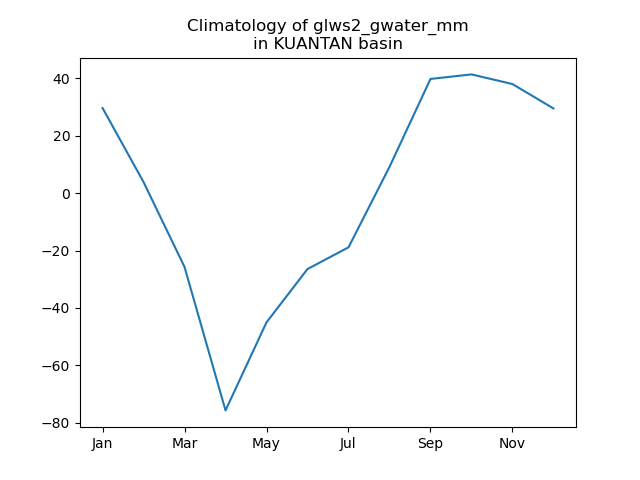 Climatology of glws2_gwater_mm
in KUANTAN basin
40
20
0
−20
−40
−60
−80
Jan
Mar
May
Jul
Sep
Nov